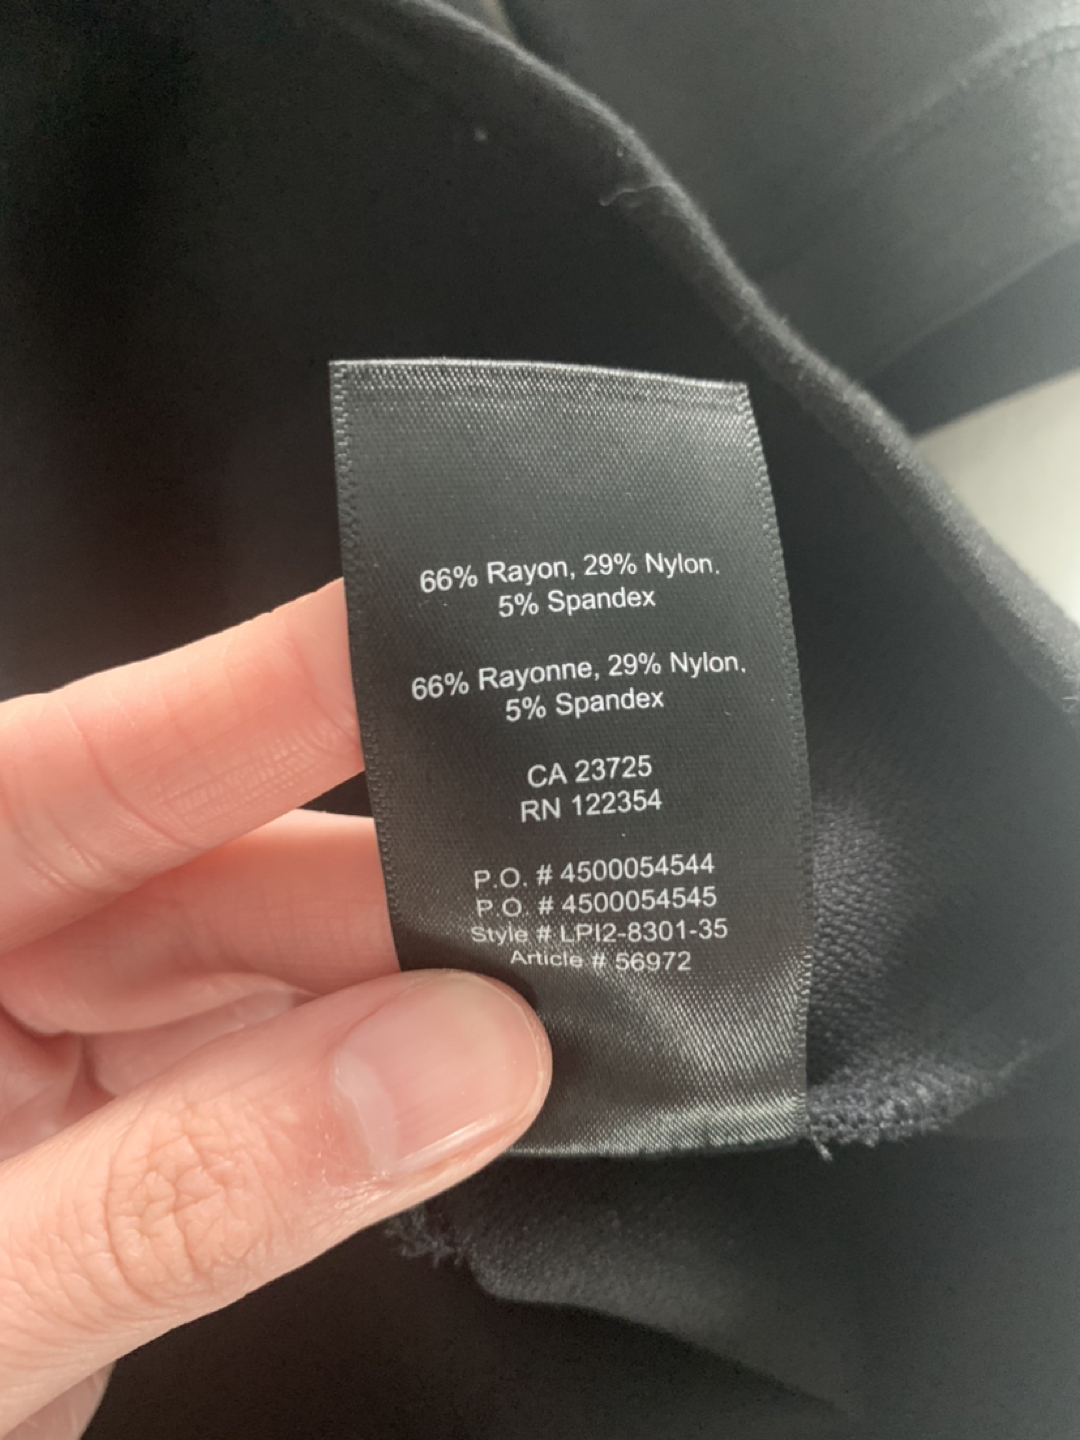 66% Rayon, 29% Nylon.
5% Spandex
66% Rayonne, 29% Nylon.
5% Spandex
CA 23725
RN 122354
P.O. # 4500054544
P.O. # 4500054545
Style # LPI2-8301-35
Article # 56972